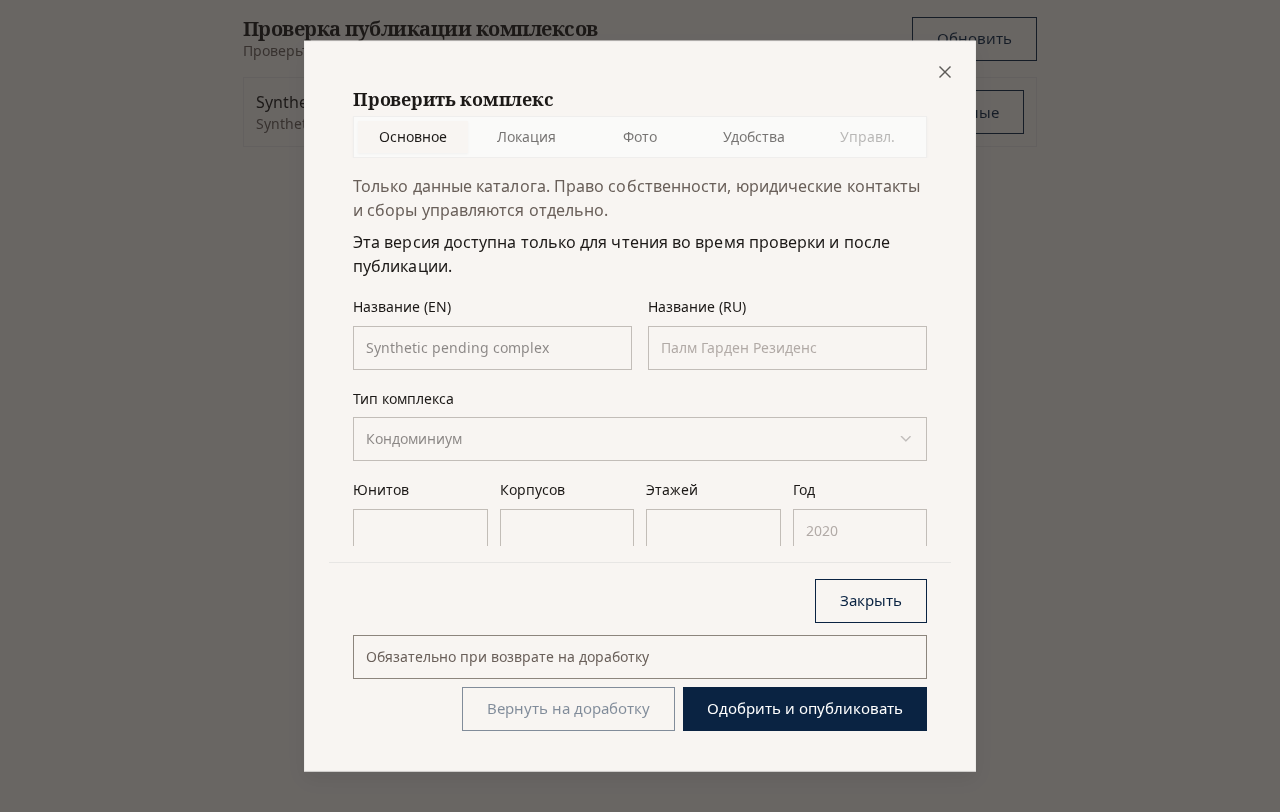 Проверка публикации комплексов
Обновить
Проверить комплекс
Основное
Локация
Фото
Удобства
Управл.
Только данные каталога. Право собственности, юридические контакты
и сборы управляются отдельно.
Эта версия доступна только для чтения во время проверки и после
публикации.
Название (EN)
Название (RU)
Synthetic pending complex
Палм Гарден Резиденс
Тип комплекса
Кондоминиум
Юнитов
Корпусов
Этажей
Год
2020
Закрыть
Обязательно при возврате на доработку
Вернуть на доработку
Одобрить и опубликовать